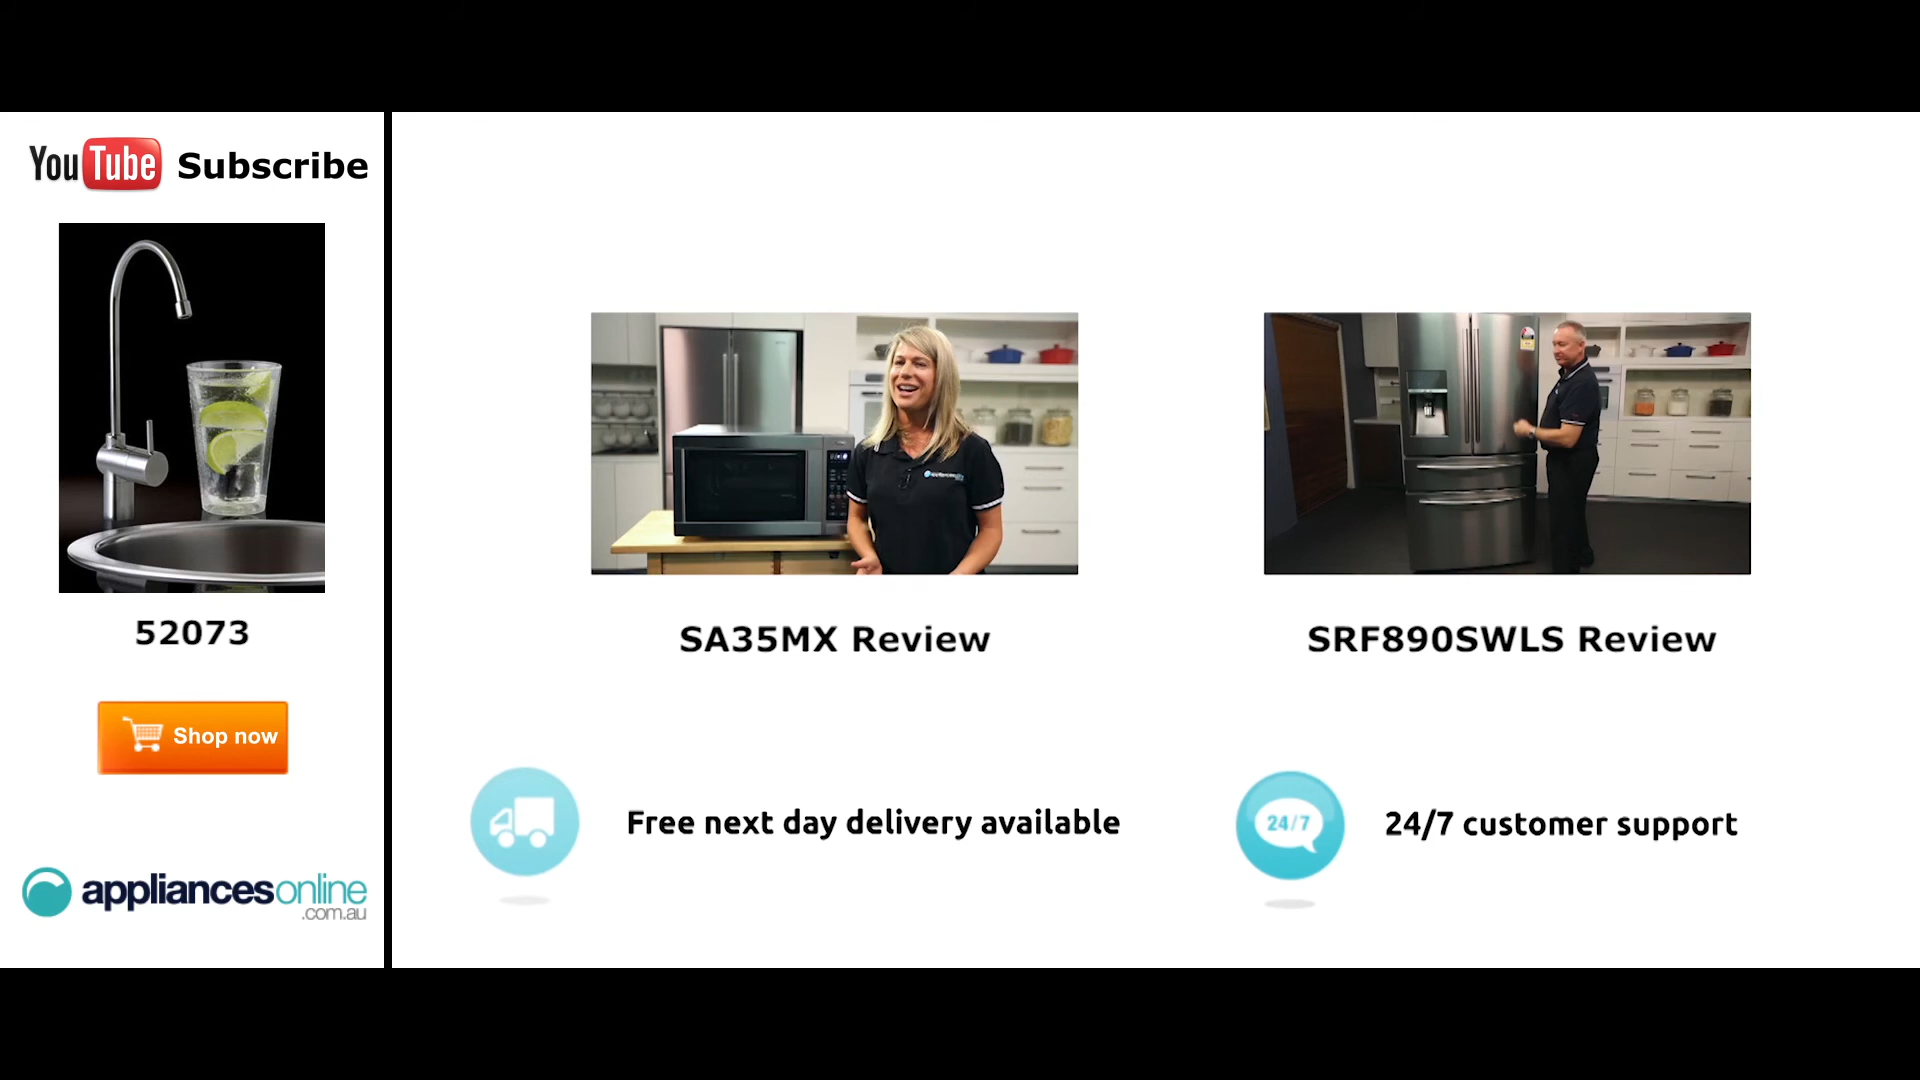 YouTube Subscribe
52073
Shop now
appliancesonline
.com.au
SA35MX Review
SRF890SWLS Review
Free next day delivery available
24/7
24/7 customer support